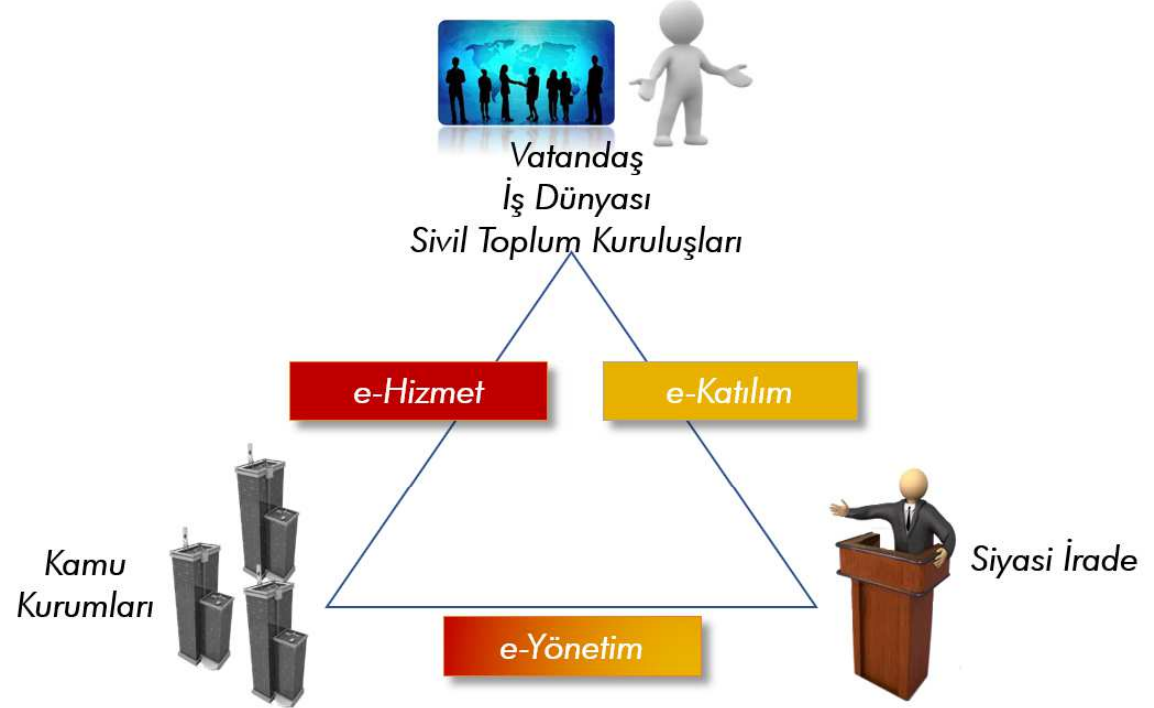 Vatandaş
İş Dünyası
Sivil Toplum Kuruluşları
e-Hizmet
e-Katılım
Kamu
Kurumları
Siyasi İrade
e-Yönetim